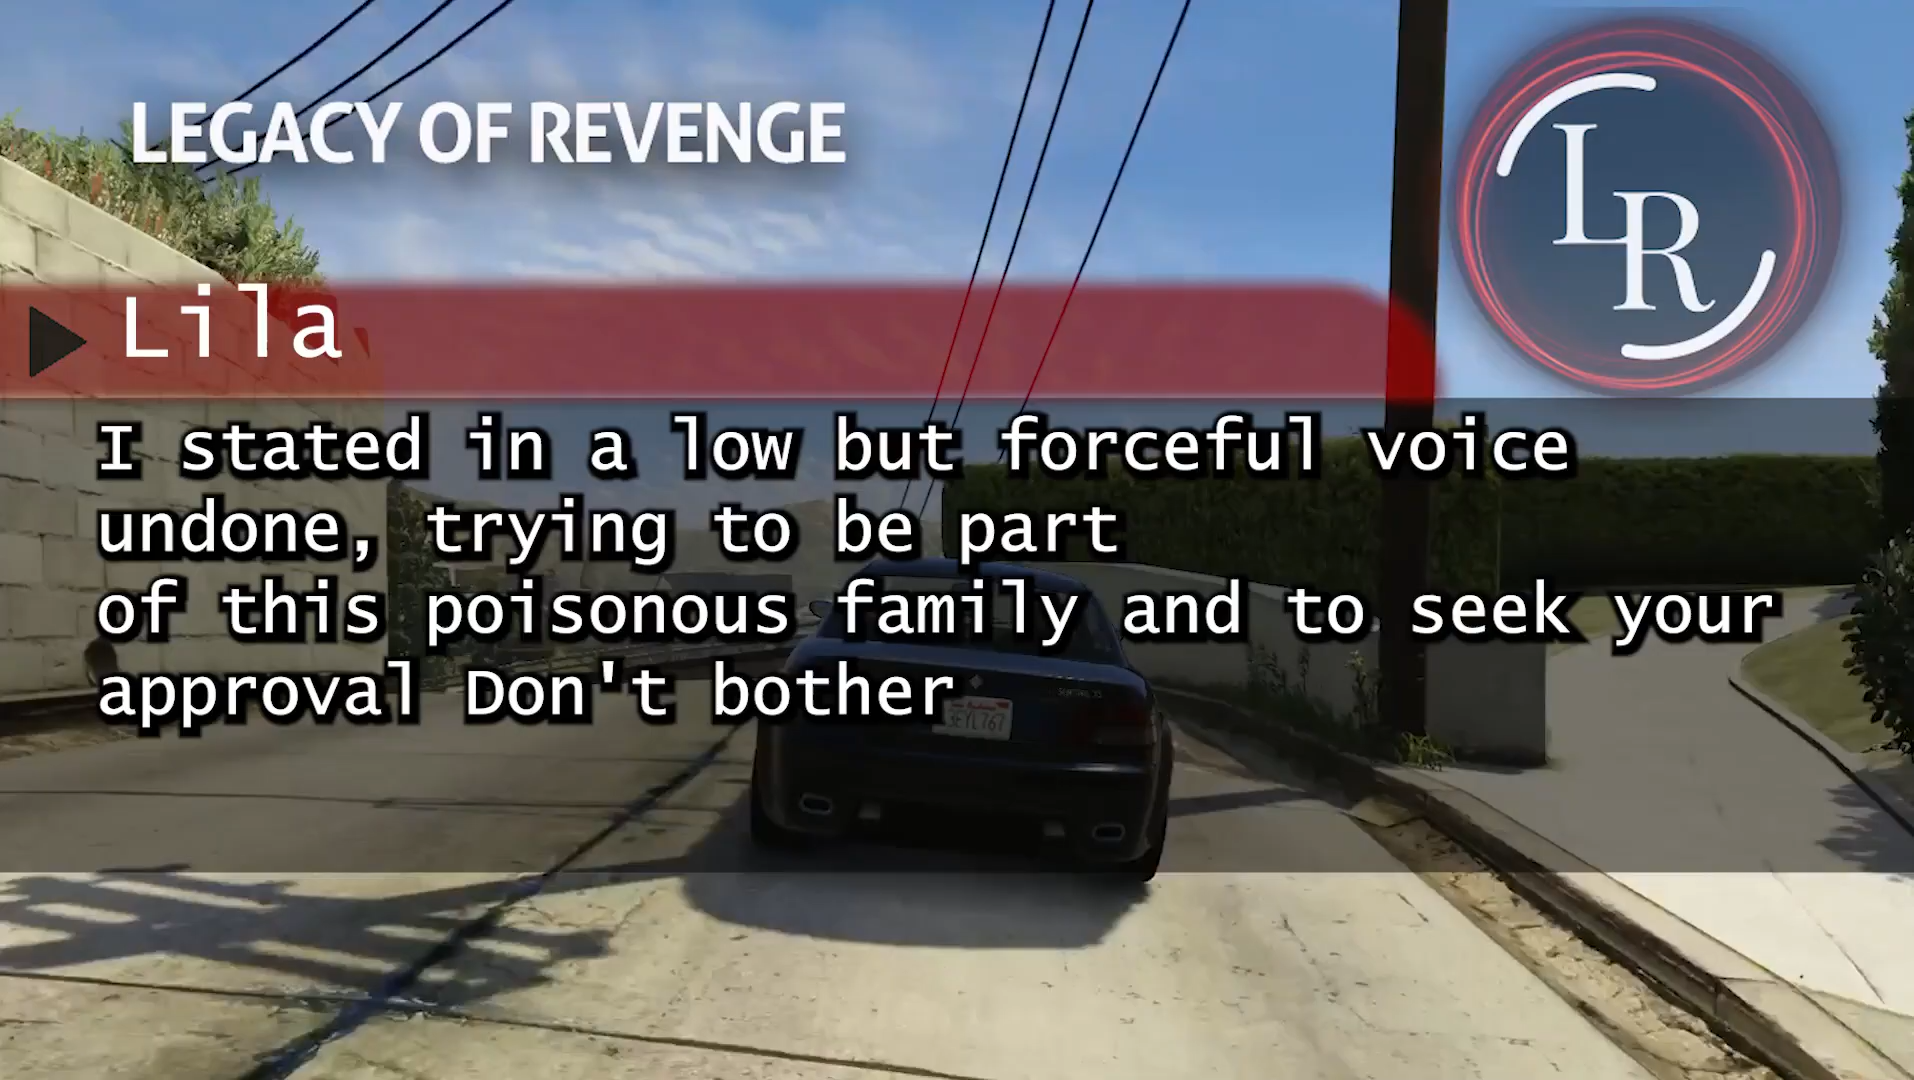 LEGACY OF REVENGE
LR
Lila
I stated in a low but forceful voice
undone, trying to be part
of this poisonous family and to seek your
approval Don't bother
3EYL767